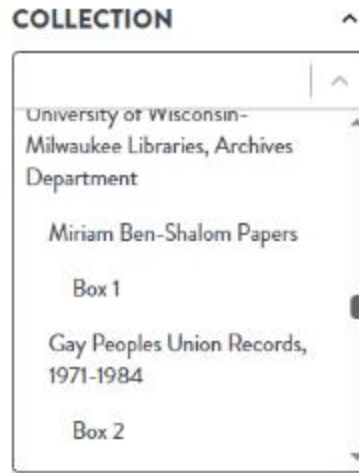 COLLECTION
University of Wisconsin-
Milwaukee Libraries, Archives
Department
Miriam Ben-Shalom Papers
Box 1
Gay Peoples Union Records,
1971-1984
Box 2